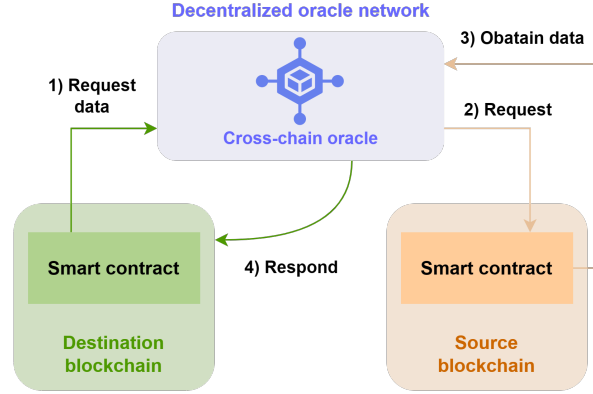 Decentralized oracle network
3) Obatain data
1) Request
data
2) Request
Cross-chain oracle
4) Respond
Smart contract
Destination
blockchain
Smart contract
Source
blockchain